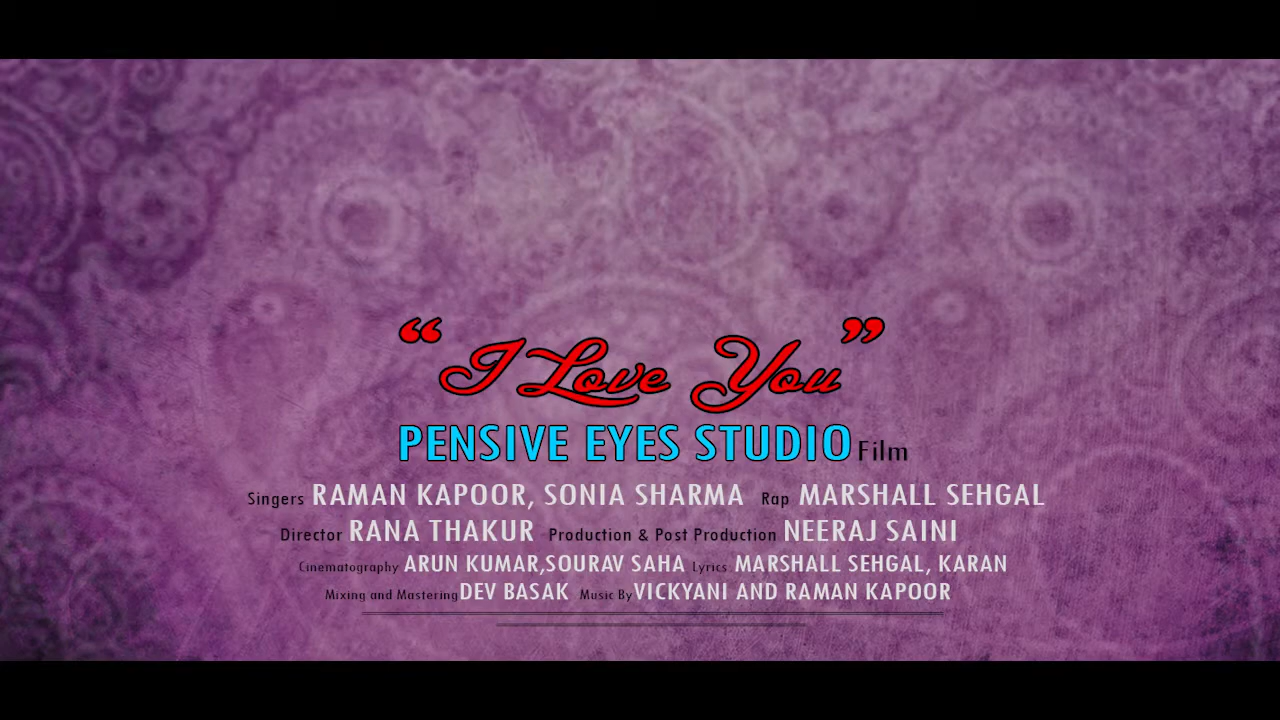 “I Love You”
PENSIVE EYES STUDIO Film
Singers RAMAN KAPOOR, SONIA SHARMA Rap MARSHALL SEHGAL
Director RANA THAKUR Production & Post Production NEERAJ SAINI
Cinematography ARUN KUMAR,SOURAV SAHA Lyrics MARSHALL SEHGAL, KARAN
Mixing and Mastering DEV BASAK Music By VICKYANI AND RAMAN KAPOOR